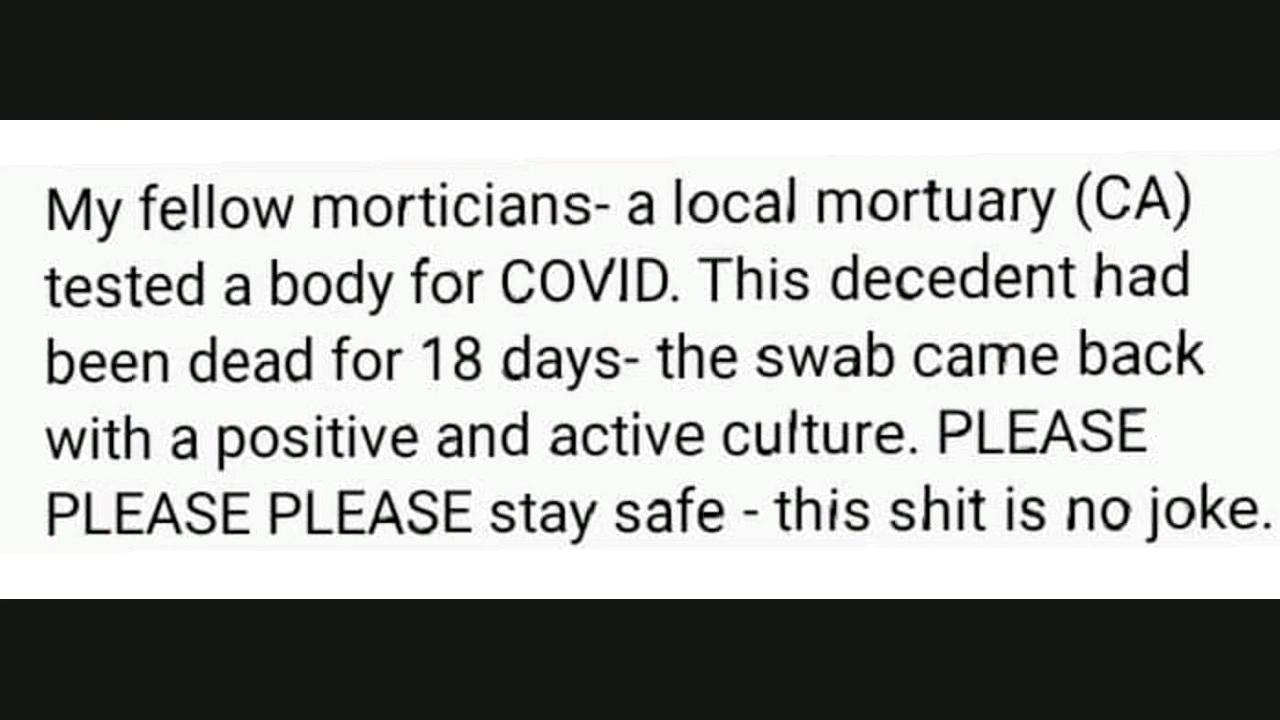 My fellow morticians- a local mortuary (CA)
tested a body for COVID. This decedent had
been dead for 18 days- the swab came back
with a positive and active culture. PLEASE
PLEASE PLEASE stay safe - this shit is no joke.